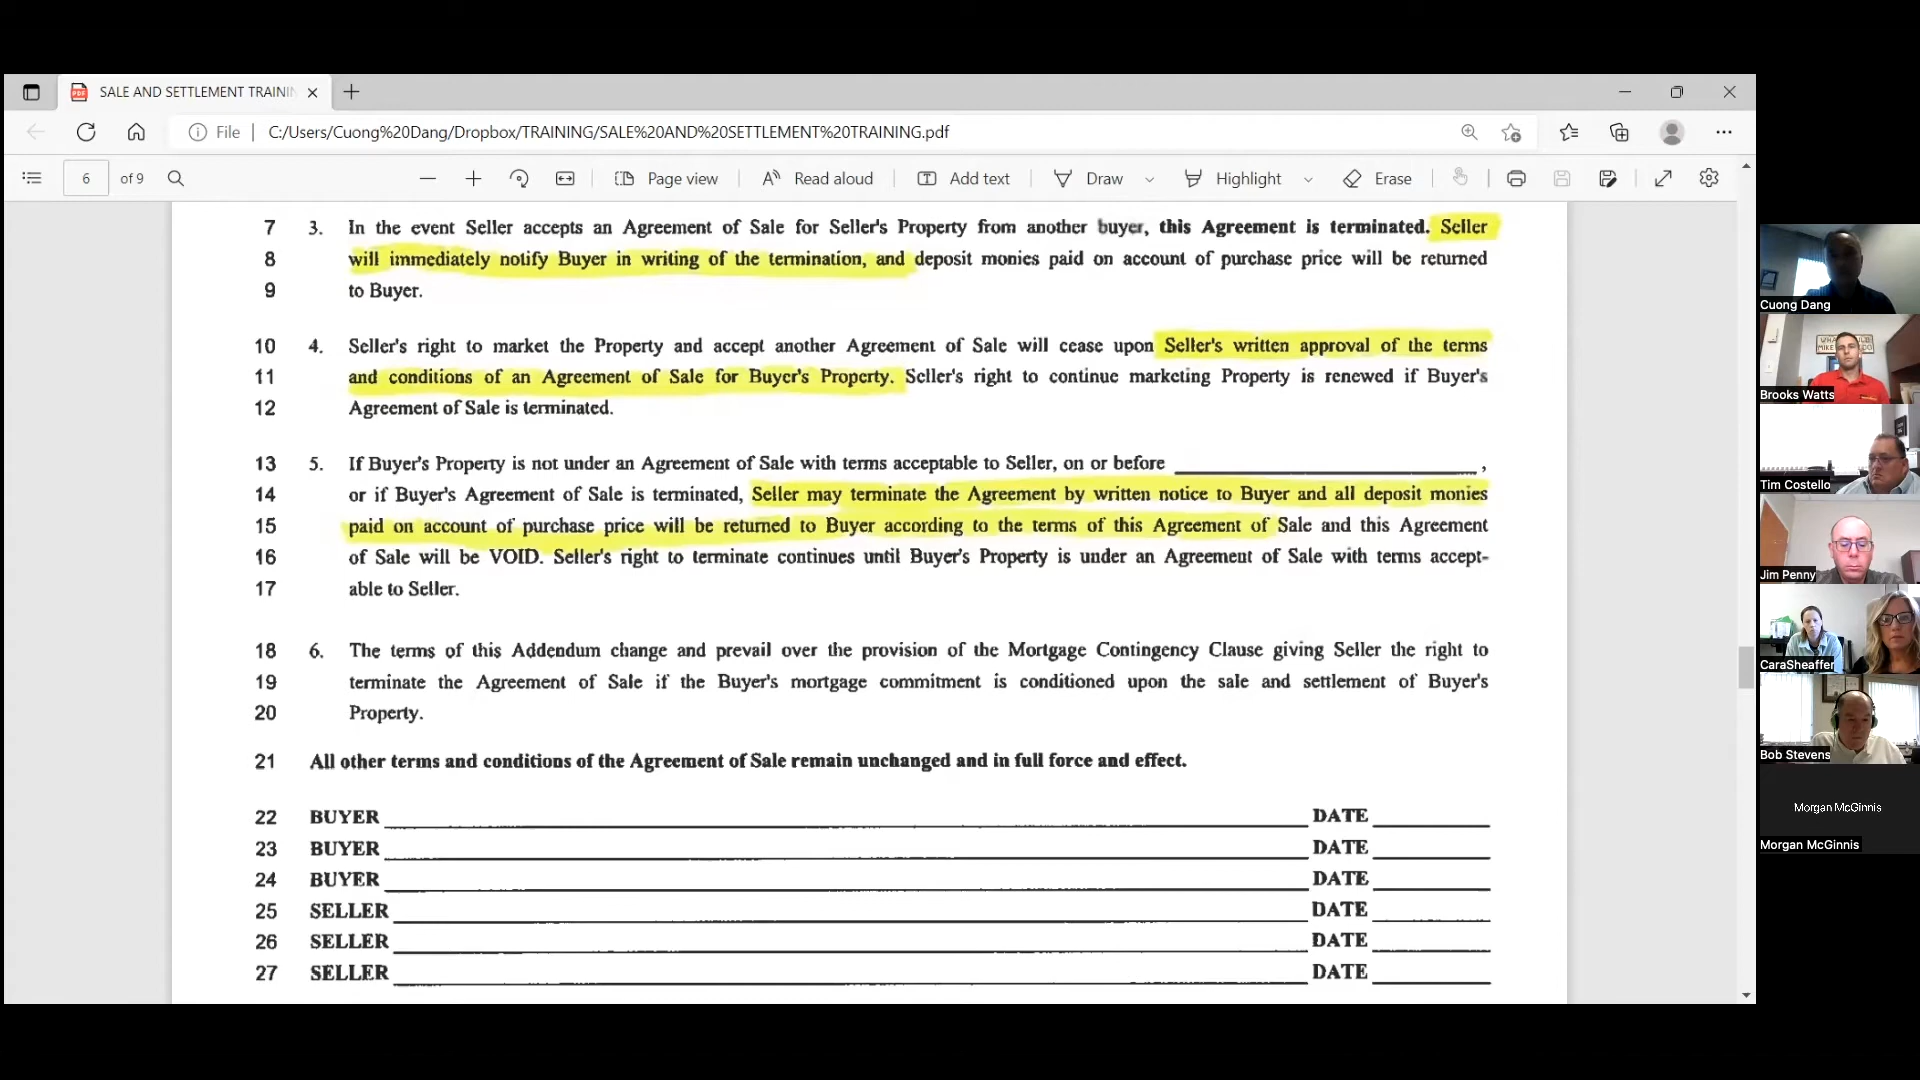 SALE AND SETTLEMENT TRAININ
File
C:/Users/Cuong%20Dang/Dropbox/TRAINING/SALE%20AND%20SETTLEMENT%20TRAINING.pdf
6 of 9
Page view
Read aloud
Add text
Draw
Highlight
Erase
7 3. In the event Seller accepts an Agreement of Sale for Seller's Property from another buyer, this Agreement is terminated. Seller
8 will immediately notify Buyer in writing of the termination, and deposit monies paid on account of purchase price will be returned
9 to Buyer.
10 4. Seller's right to market the Property and accept another Agreement of Sale will cease upon Seller's written approval of the terms
11 and conditions of an Agreement of Sale for Buyer's Property. Seller's right to continue marketing Property is renewed if Buyer's
12 Agreement of Sale is terminated.
13 5. If Buyer's Property is not under an Agreement of Sale with terms acceptable to Seller, on or before ,
14 or if Buyer's Agreement of Sale is terminated, Seller may terminate the Agreement by written notice to Buyer and all deposit monies
15 paid on account of purchase price will be returned to Buyer according to the terms of this Agreement of Sale and this Agreement
16 of Sale will be VOID. Seller's right to terminate continues until Buyer's Property is under an Agreement of Sale with terms accept-
17 able to Seller.
18 6. The terms of this Addendum change and prevail over the provision of the Mortgage Contingency Clause giving Seller the right to
19 terminate the Agreement of Sale if the Buyer's mortgage commitment is conditioned upon the sale and settlement of Buyer's
20 Property.
21 All other terms and conditions of the Agreement of Sale remain unchanged and in full force and effect.
22 BUYER DATE
23 BUYER DATE
24 BUYER DATE
25 SELLER DATE
26 SELLER DATE
27 SELLER DATE
Cuong Dang
Brooks Watts
Tim Costello
Jim Penny
CaraSheaffer
Bob Stevens
Morgan McGinnis
Morgan McGinnis